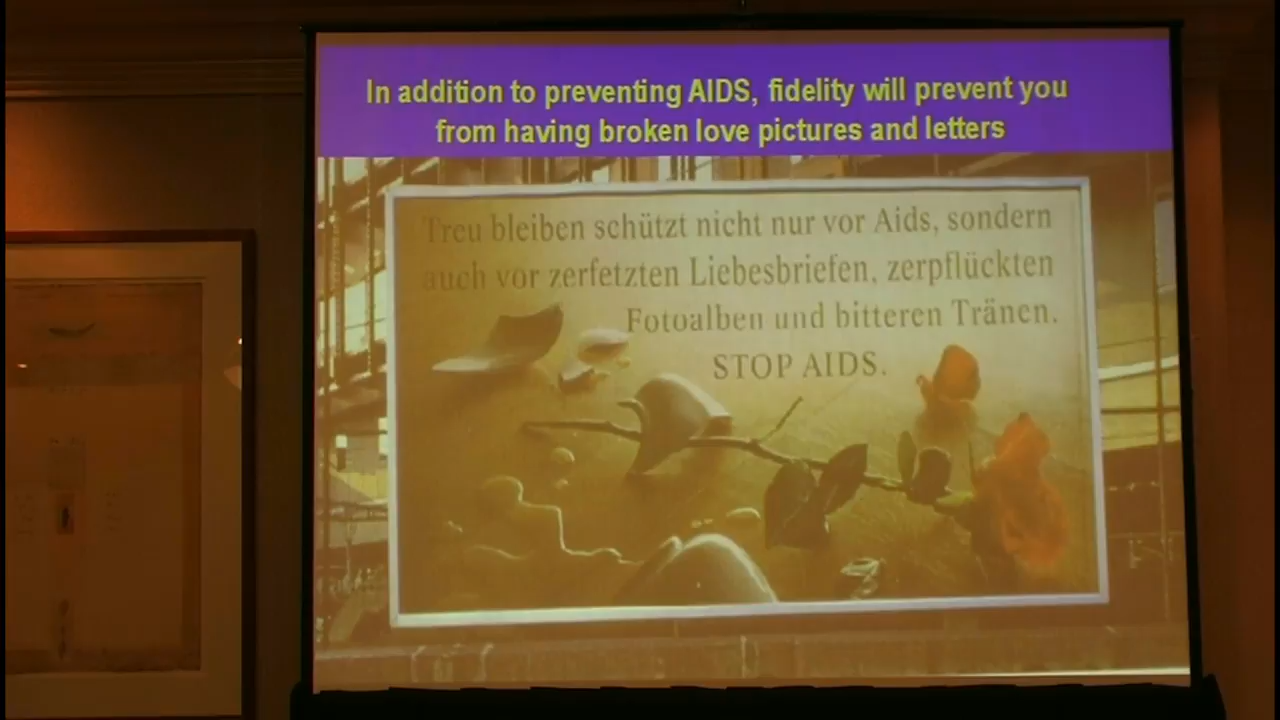 In addition to preventing AIDS, fidelity will prevent you
from having broken love pictures and letters
Treu bleiben schützt nicht nur vor Aids, sondern
auch vor zerfetzten Liebesbriefen, zerpflückten
Fotoalben und bitteren Tränen.
STOP AIDS.